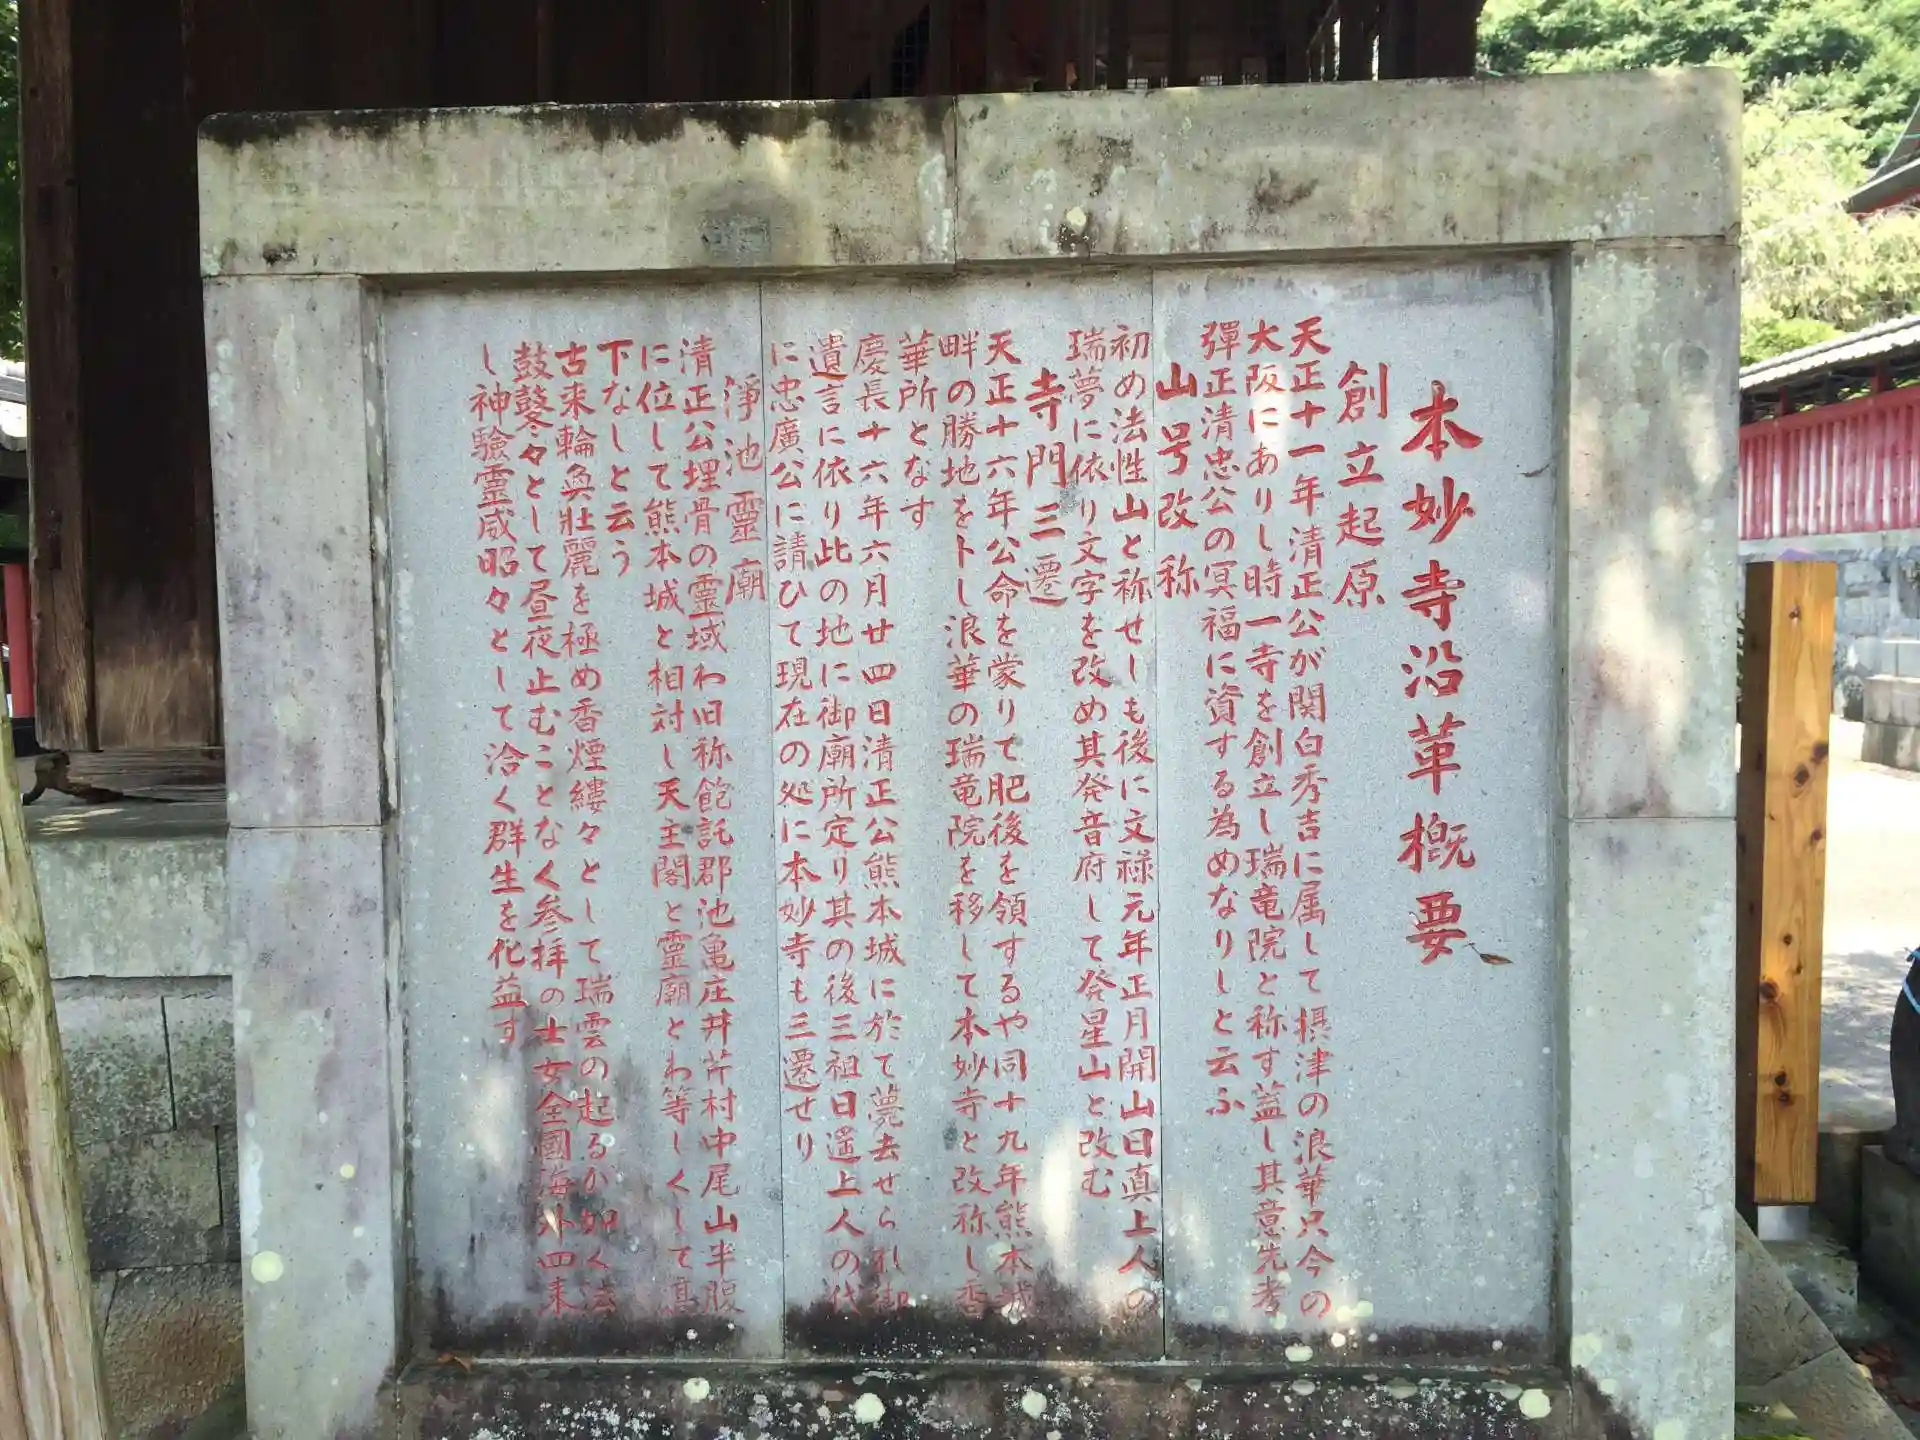 本妙寺沿革概要
創立起原
天正十一年清正公が関白秀吉に属して摂津の浪華只今の
大阪にありし時一寺を創立し瑞竜院と称す蓋し其意先考
彈正清忠公の冥福に資する為めなりしと云ふ
山号改称
初め法性山と称せしも後に文禄元年正月開山日真上人の
瑞夢に依り文字を改め其発音府して発星山と改む
寺門三遷
天正十六年公命を蒙りて肥後を領するや同十九年熊本城
畔の勝地を卜し浪華の瑞竜院を移して本妙寺と改称し香
華所となす
慶長十六年六月廿四日清正公熊本城に於て薨去せられ御
遺言に依り此の地に御廟所定り其の後三祖日遥上人の代
に忠廣公に請ひて現在の処に本妙寺も三遷せり
淨池靈廟
清正公埋骨の霊域わ旧称飽託郡池亀庄井芹村中尾山半腹
に位して熊本城と相対し天主閣と霊廟とわ等しくして高
下なしと云う
古来輪奐壯麗を極め香煙縷々として瑞雲の起るが如く法
鼓鼕々として昼夜止むことなく参拝の士女全國海外四来
し神驗靈威昭々として洽く群生を化益す